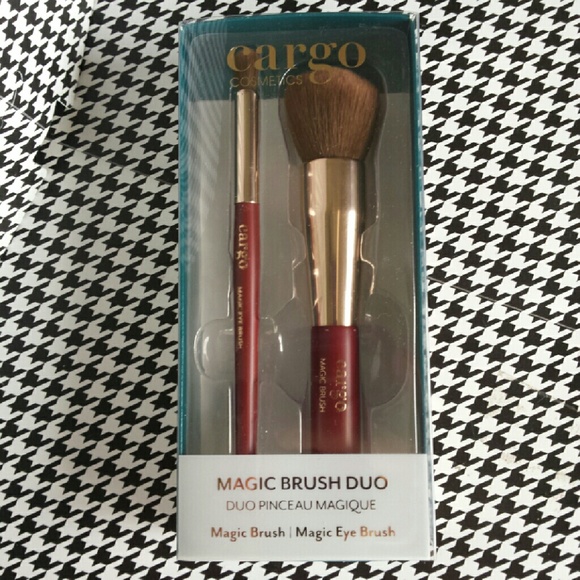 cargo
COSMETICS
cargo
MAGIC EYE BRUSH
cargo
MAGIC BRUSH
MAGIC BRUSH DUO
DUO PINCEAU MAGIQUE
Magic Brush | Magic Eye Brush